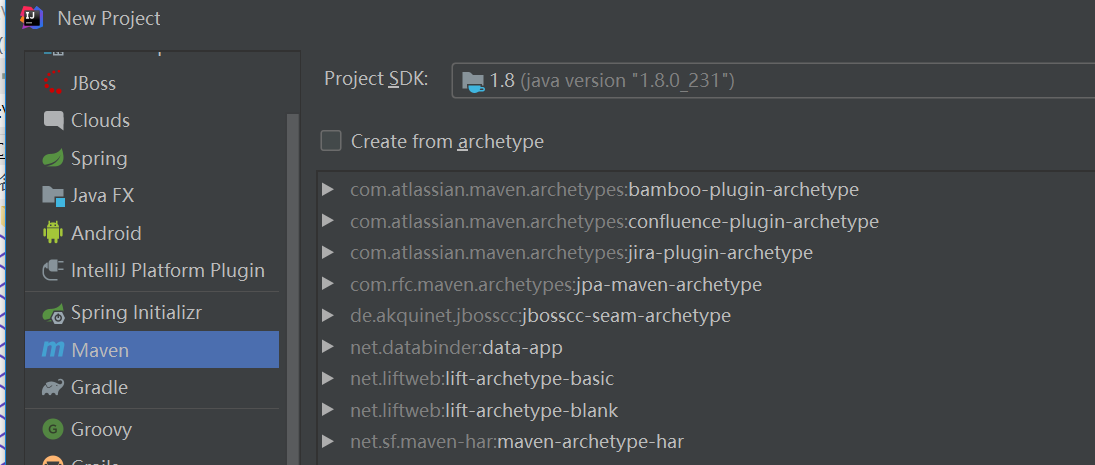 New Project
JBoss
Clouds
Spring
Java FX
Android
IntelliJ Platform Plugin
Spring Initializr
Maven
Gradle
Groovy
Project SDK: 1.8 (java version "1.8.0_231")
Create from archetype
com.atlassian.maven.archetypes:bamboo-plugin-archetype
com.atlassian.maven.archetypes:confluence-plugin-archetype
com.atlassian.maven.archetypes:jira-plugin-archetype
com.rfc.maven.archetypes:jpa-maven-archetype
de.akquinet.jbosscc:jbosscc-seam-archetype
net.databinder:data-app
net.liftweb:lift-archetype-basic
net.liftweb:lift-archetype-blank
net.sf.maven-har:maven-archetype-har